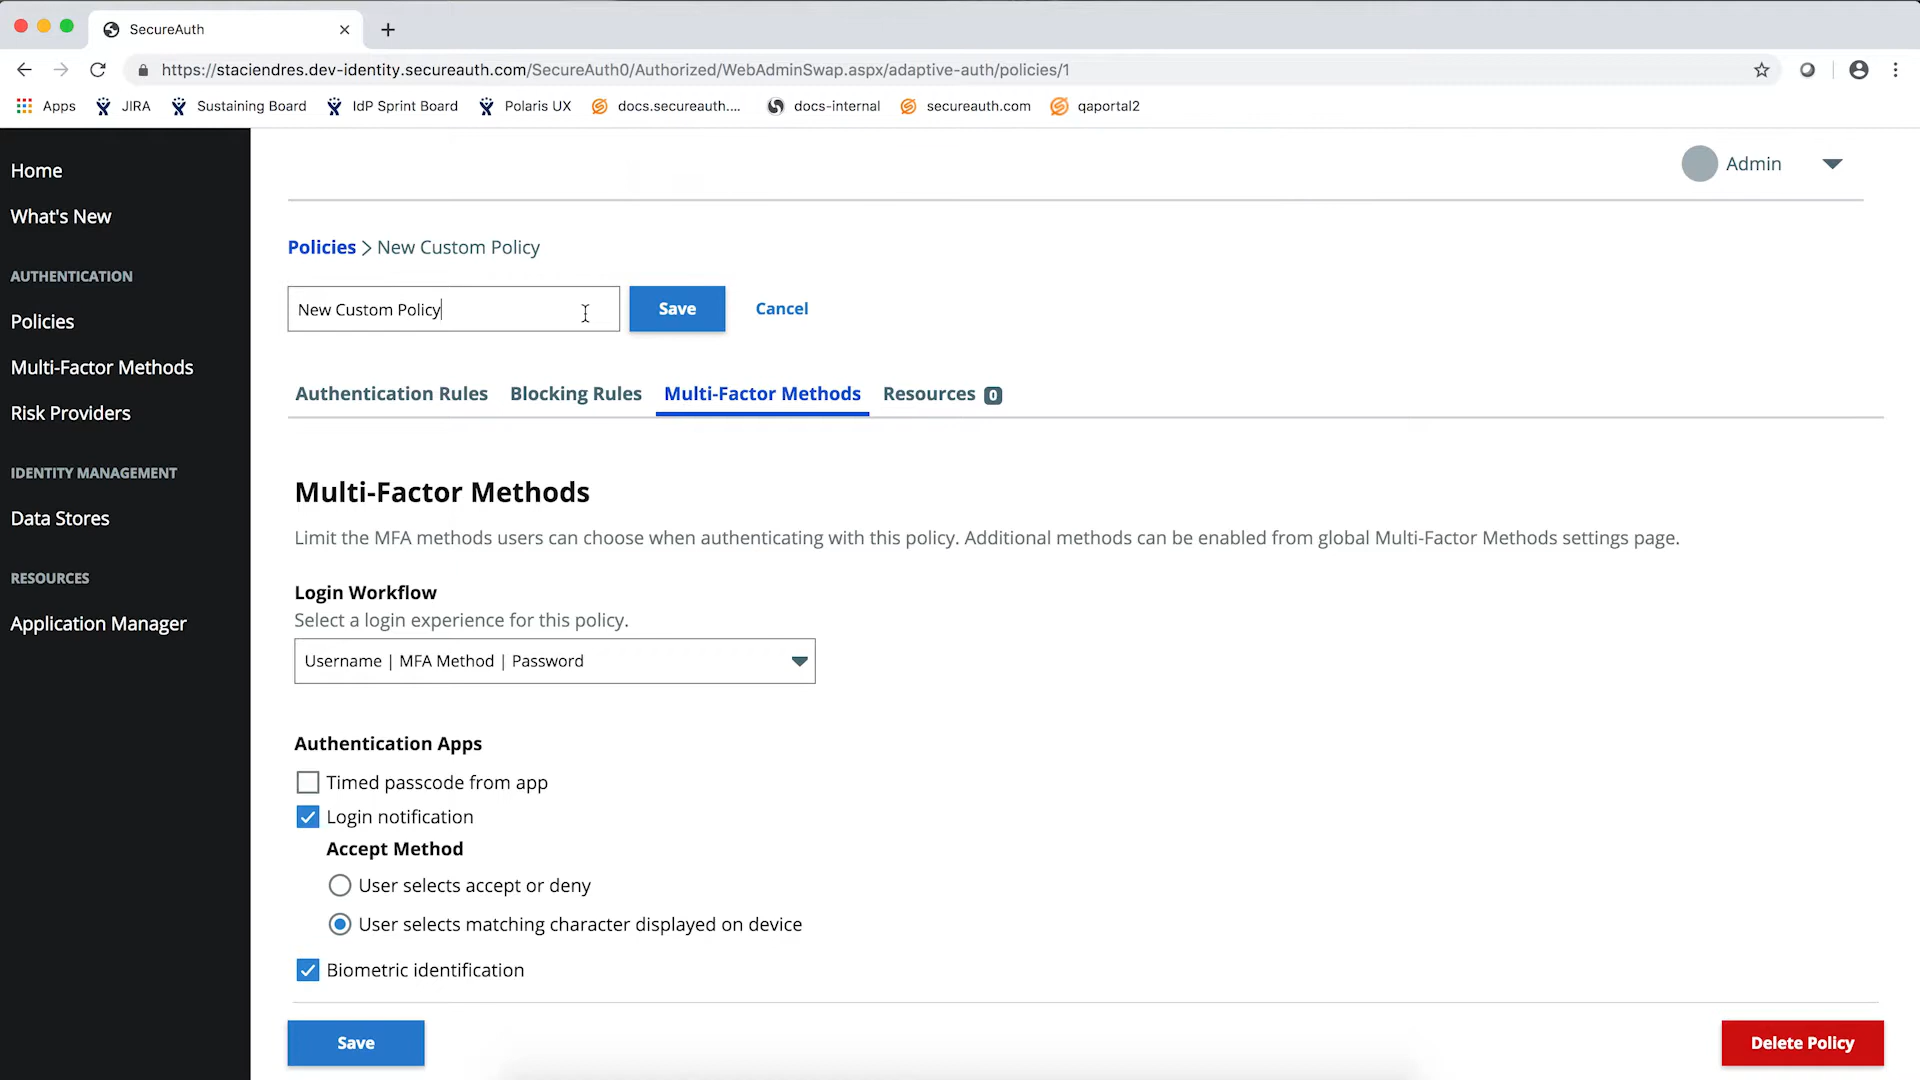 SecureAuth
https://staciendres.dev-identity.secureauth.com/SecureAuth0/Authorized/WebAdminSwap.aspx/adaptive-auth/policies/1
Apps JIRA Sustaining Board IdP Sprint Board Polaris UX docs.secureauth.... docs-internal secureauth.com qaportal2
Home
What's New
AUTHENTICATION
Policies
Multi-Factor Methods
Risk Providers
IDENTITY MANAGEMENT
Data Stores
RESOURCES
Application Manager
Admin
Policies > New Custom Policy
New Custom Policy Save Cancel
Authentication Rules Blocking Rules Multi-Factor Methods Resources 0
Multi-Factor Methods
Limit the MFA methods users can choose when authenticating with this policy. Additional methods can be enabled from global Multi-Factor Methods settings page.
Login Workflow
Select a login experience for this policy.
Username | MFA Method | Password
Authentication Apps
Timed passcode from app
Login notification
Accept Method
User selects accept or deny
User selects matching character displayed on device
Biometric identification
Save Delete Policy